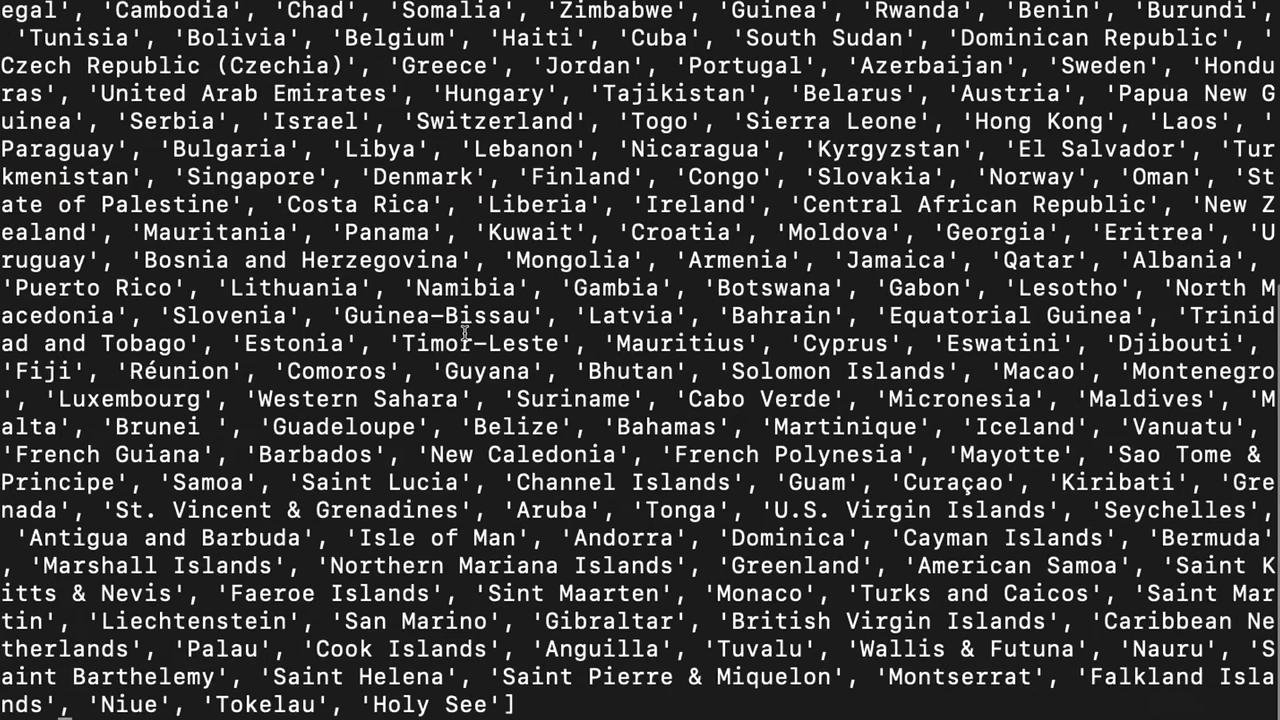 egal', 'Cambodia', 'Chad', 'Somalia', 'Zimbabwe', 'Guinea', 'Rwanda', 'Benin', 'Burundi',
'Tunisia', 'Bolivia', 'Belgium', 'Haiti', 'Cuba', 'South Sudan', 'Dominican Republic', '
Czech Republic (Czechia)', 'Greece', 'Jordan', 'Portugal', 'Azerbaijan', 'Sweden', 'Hondu
ras', 'United Arab Emirates', 'Hungary', 'Tajikistan', 'Belarus', 'Austria', 'Papua New G
uinea', 'Serbia', 'Israel', 'Switzerland', 'Togo', 'Sierra Leone', 'Hong Kong', 'Laos', '
Paraguay', 'Bulgaria', 'Libya', 'Lebanon', 'Nicaragua', 'Kyrgyzstan', 'El Salvador', 'Tur
kmenistan', 'Singapore', 'Denmark', 'Finland', 'Congo', 'Slovakia', 'Norway', 'Oman', 'St
ate of Palestine', 'Costa Rica', 'Liberia', 'Ireland', 'Central African Republic', 'New Z
ealand', 'Mauritania', 'Panama', 'Kuwait', 'Croatia', 'Moldova', 'Georgia', 'Eritrea', 'U
ruguay', 'Bosnia and Herzegovina', 'Mongolia', 'Armenia', 'Jamaica', 'Qatar', 'Albania',
'Puerto Rico', 'Lithuania', 'Namibia', 'Gambia', 'Botswana', 'Gabon', 'Lesotho', 'North M
acedonia', 'Slovenia', 'Guinea-Bissau', 'Latvia', 'Bahrain', 'Equatorial Guinea', 'Trinid
ad and Tobago', 'Estonia', 'Timor-Leste', 'Mauritius', 'Cyprus', 'Eswatini', 'Djibouti',
'Fiji', 'Réunion', 'Comoros', 'Guyana', 'Bhutan', 'Solomon Islands', 'Macao', 'Montenegro
', 'Luxembourg', 'Western Sahara', 'Suriname', 'Cabo Verde', 'Micronesia', 'Maldives', 'M
alta', 'Brunei ', 'Guadeloupe', 'Belize', 'Bahamas', 'Martinique', 'Iceland', 'Vanuatu',
'French Guiana', 'Barbados', 'New Caledonia', 'French Polynesia', 'Mayotte', 'Sao Tome &
Principe', 'Samoa', 'Saint Lucia', 'Channel Islands', 'Guam', 'Curaçao', 'Kiribati', 'Gre
nada', 'St. Vincent & Grenadines', 'Aruba', 'Tonga', 'U.S. Virgin Islands', 'Seychelles',
'Antigua and Barbuda', 'Isle of Man', 'Andorra', 'Dominica', 'Cayman Islands', 'Bermuda'
, 'Marshall Islands', 'Northern Mariana Islands', 'Greenland', 'American Samoa', 'Saint K
itts & Nevis', 'Faeroe Islands', 'Sint Maarten', 'Monaco', 'Turks and Caicos', 'Saint Mar
tin', 'Liechtenstein', 'San Marino', 'Gibraltar', 'British Virgin Islands', 'Caribbean Ne
therlands', 'Palau', 'Cook Islands', 'Anguilla', 'Tuvalu', 'Wallis & Futuna', 'Nauru', 'S
aint Barthelemy', 'Saint Helena', 'Saint Pierre & Miquelon', 'Montserrat', 'Falkland Isla
nds', 'Niue', 'Tokelau', 'Holy See']